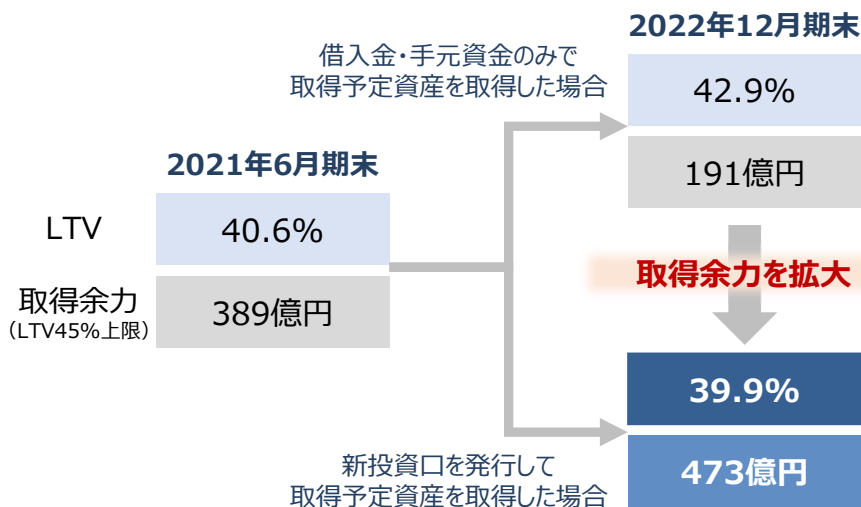 2022年12月期末
借入金・手元資金のみで
取得予定資産を取得した場合
42.9%
191億円
2021年6月期末
LTV
40.6%
取得余力
（LTV45%上限）
389億円
取得余力を拡大
39.9%
473億円
新投資口を発行して
取得予定資産を取得した場合